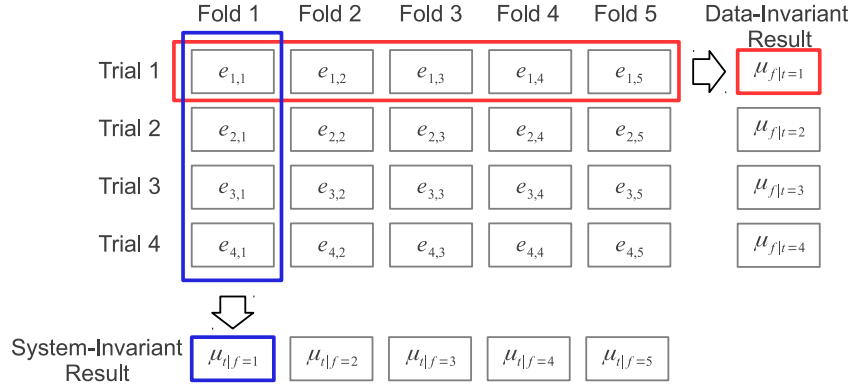 Fold 1 Fold 2 Fold 3 Fold 4 Fold 5 Data-Invariant
Result
Trial 1 e1,1 e1,2 e1,3 e1,4 e1,5 μf|t=1
Trial 2 e2,1 e2,2 e2,3 e2,4 e2,5 μf|t=2
Trial 3 e3,1 e3,2 e3,3 e3,4 e3,5 μf|t=3
Trial 4 e4,1 e4,2 e4,3 e4,4 e4,5 μf|t=4
System-Invariant
Result
μt|f=1 μt|f=2 μt|f=3 μt|f=4 μt|f=5